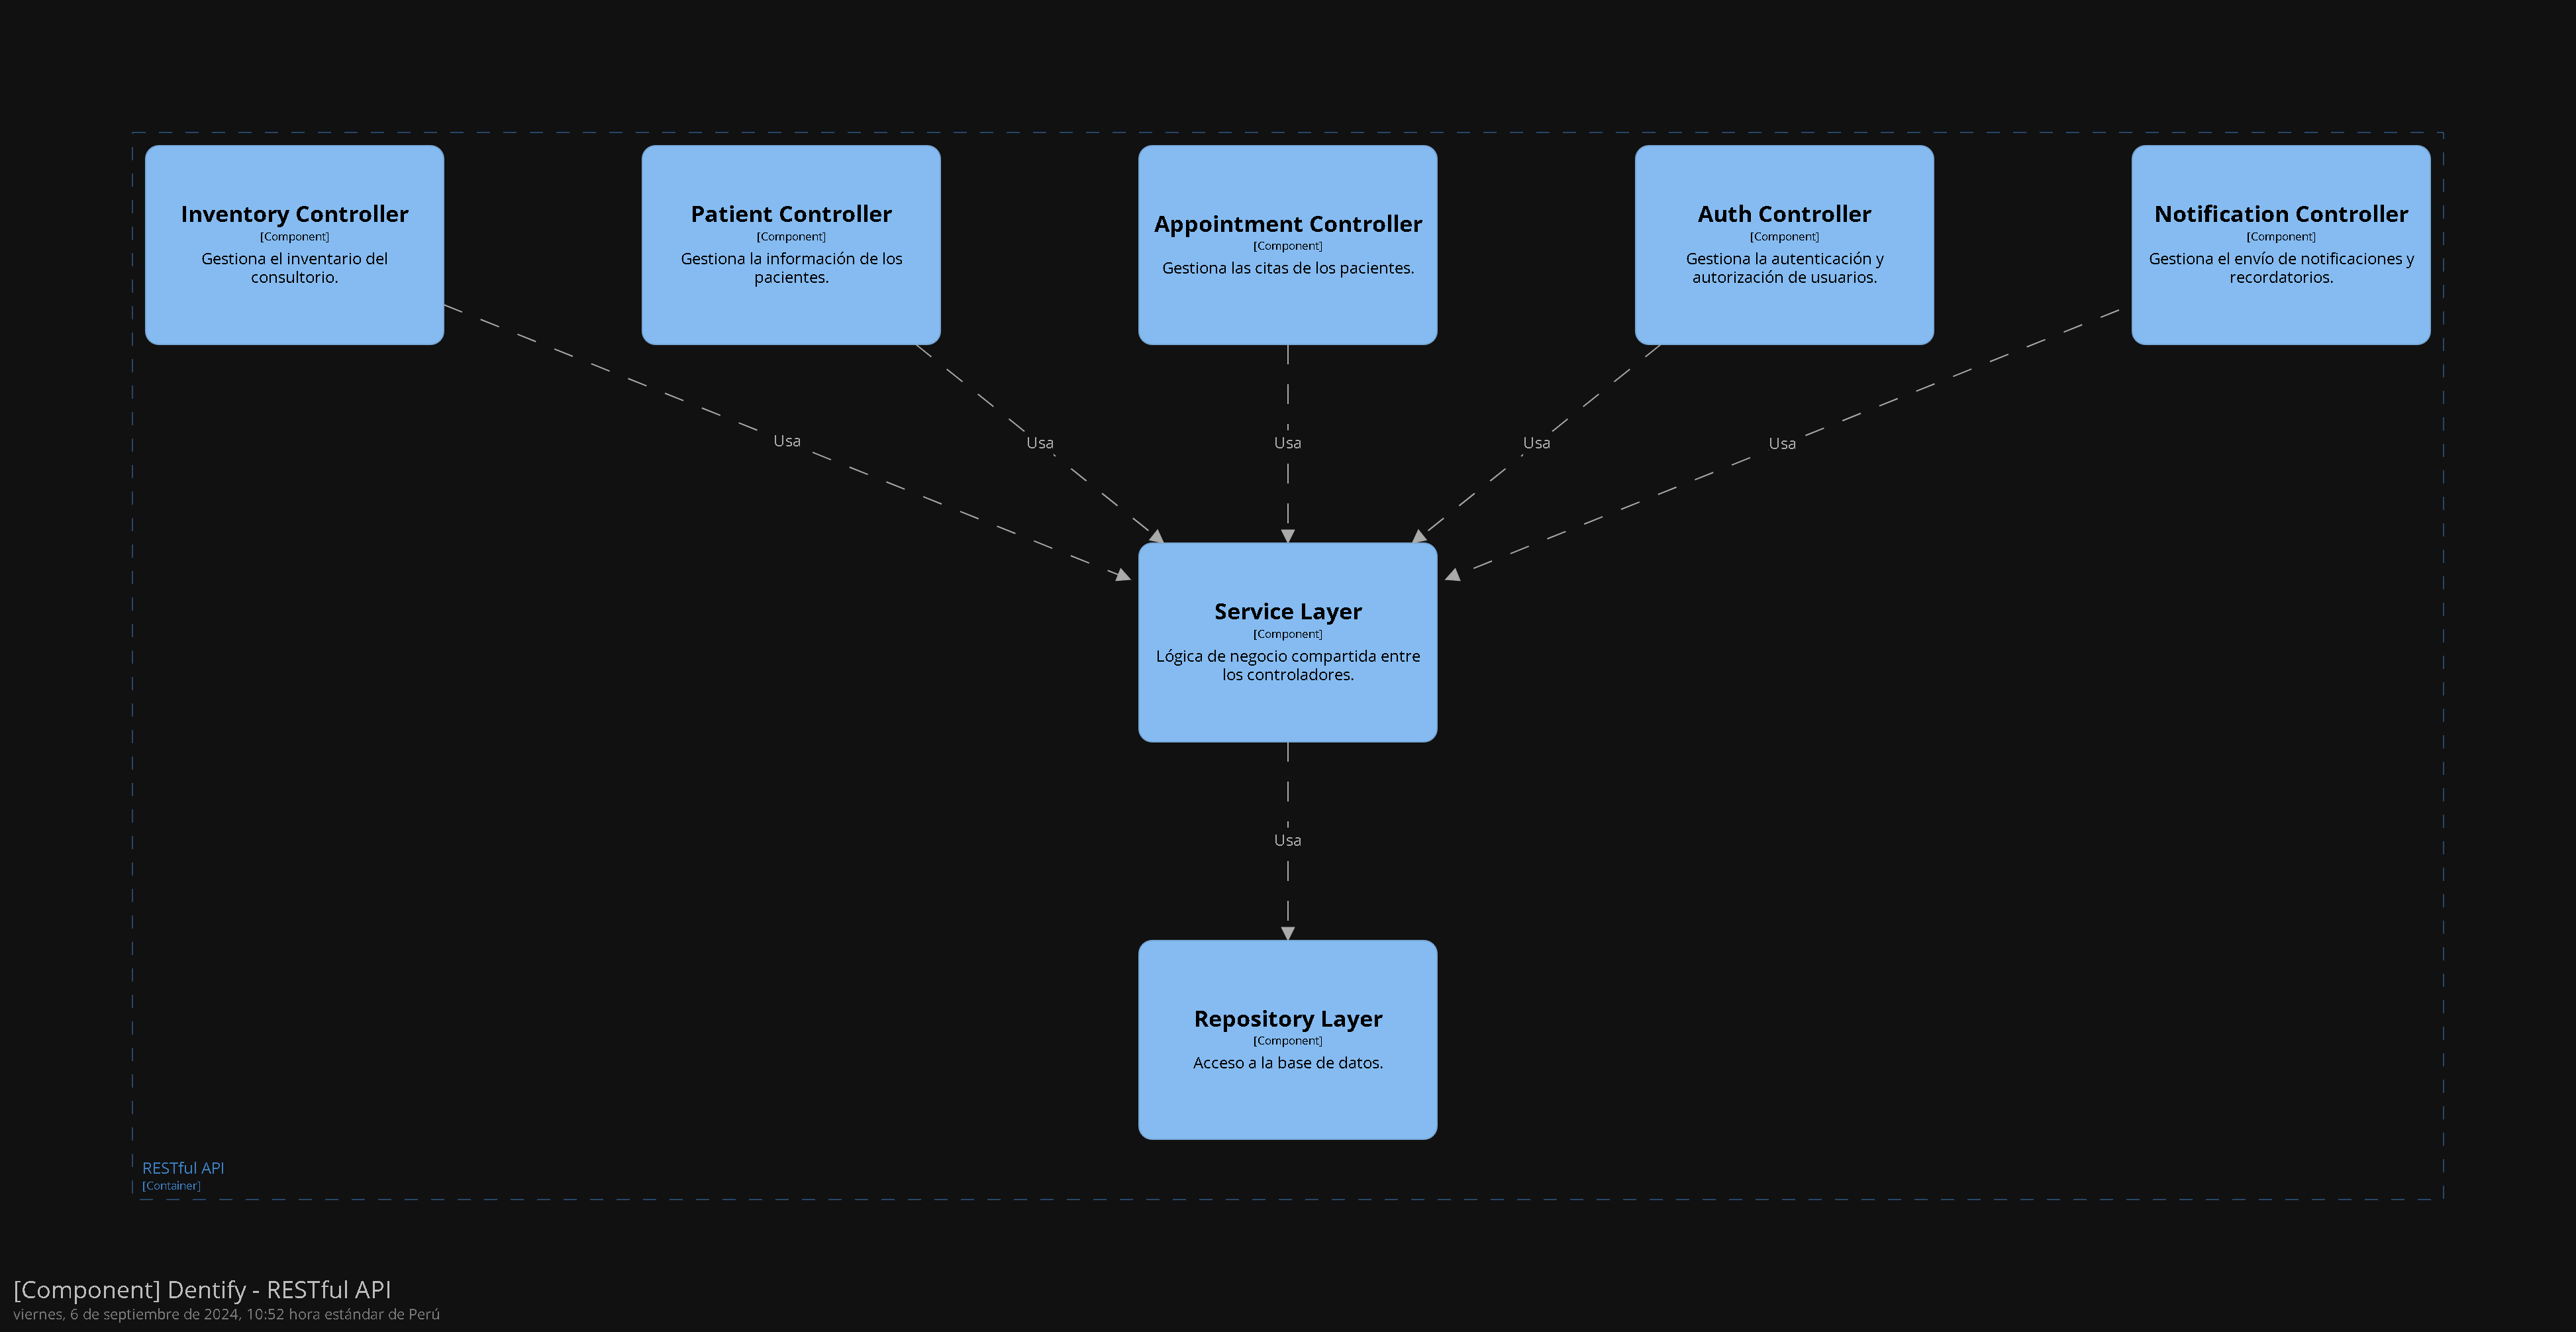 Inventory Controller
[Component]
Gestiona el inventario del
consultorio.
Patient Controller
[Component]
Gestiona la información de los
pacientes.
Appointment Controller
[Component]
Gestiona las citas de los pacientes.
Auth Controller
[Component]
Gestiona la autenticación y
autorización de usuarios.
Notification Controller
[Component]
Gestiona el envío de notificaciones y
recordatorios.
Usa
Usa
Usa
Usa
Usa
Service Layer
[Component]
Lógica de negocio compartida entre
los controladores.
Usa
Repository Layer
[Component]
Acceso a la base de datos.
RESTful API
[Container]
[Component] Dentify - RESTful API
viernes, 6 de septiembre de 2024, 10:52 hora estándar de Perú